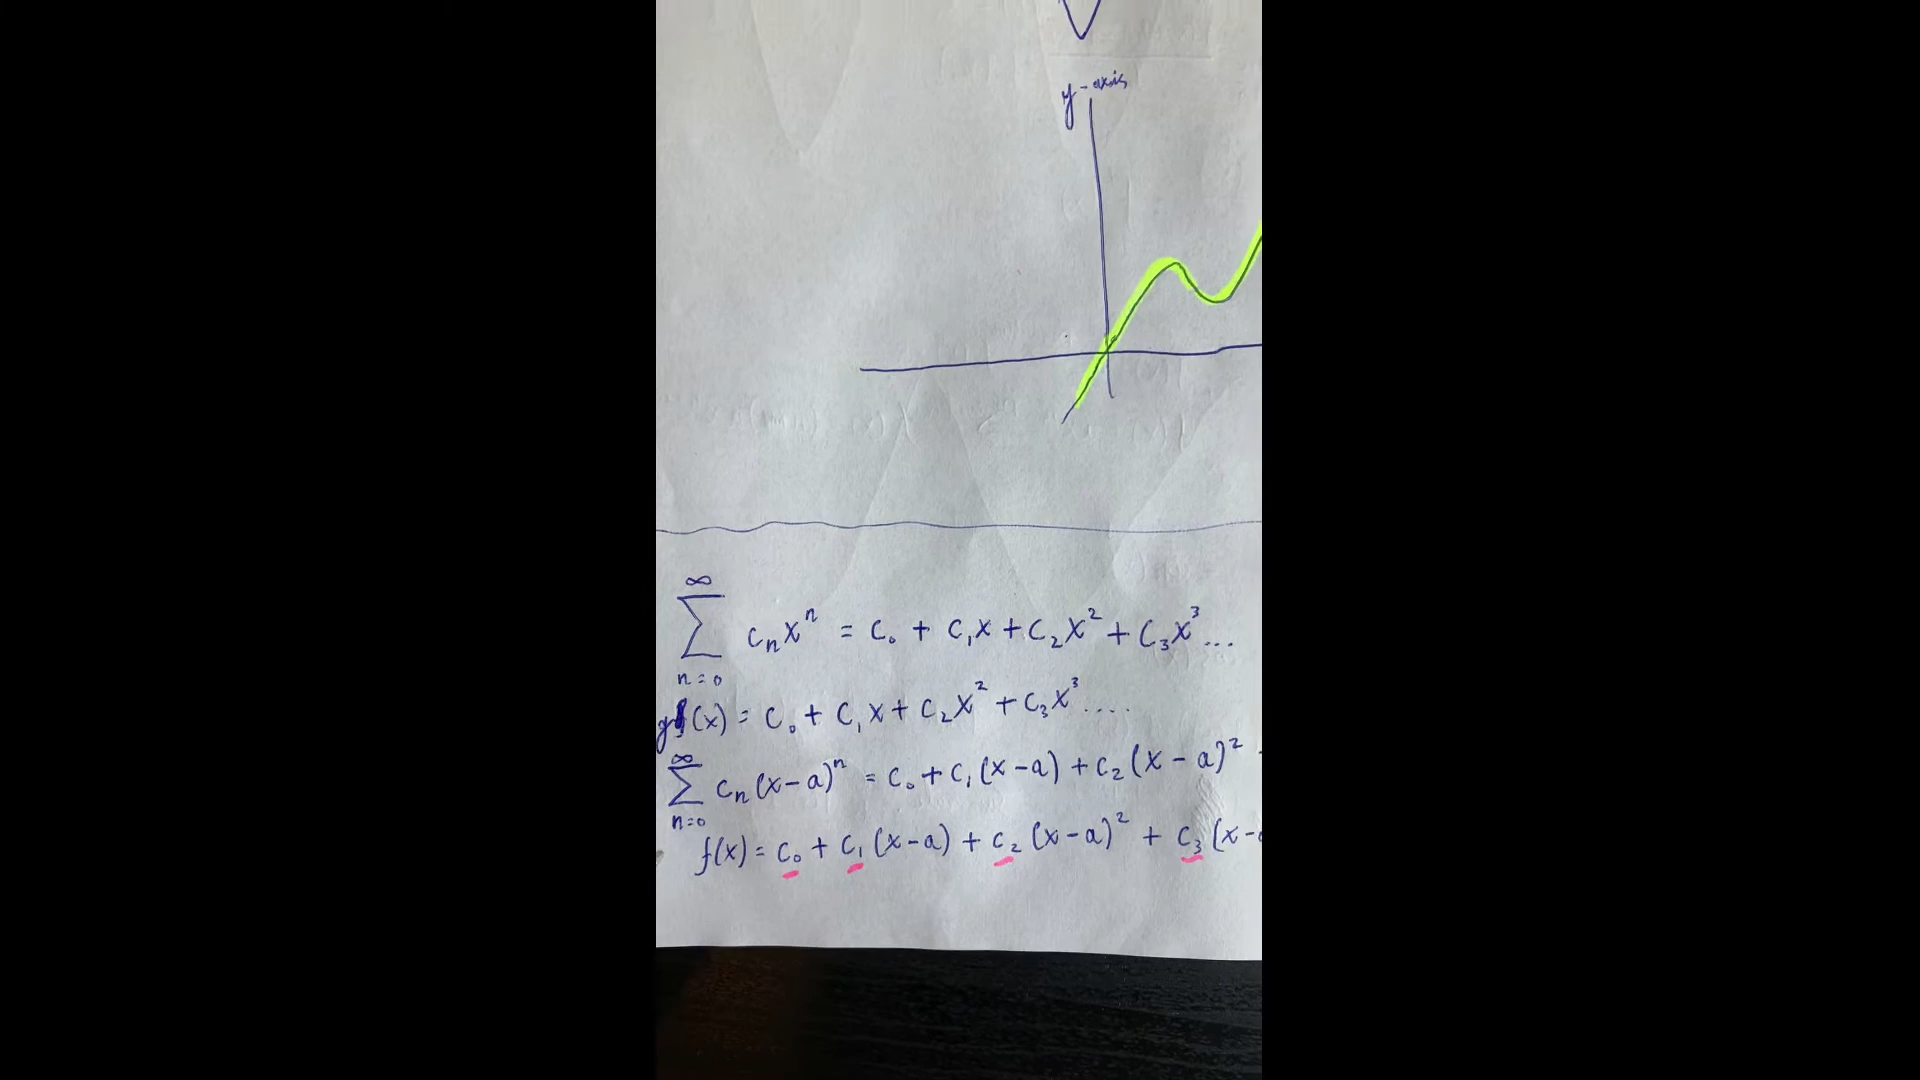 y-axis
∞
∑ cₙxⁿ = c₀ + c₁x + c₂x² + c₃x³...
n=0
g(x) = c₀ + c₁x + c₂x² + c₃x³....
∞
∑ cₙ(x-a)ⁿ = c₀ + c₁(x-a) + c₂(x-a)²
n=0
f(x) = c₀ + c₁(x-a) + c₂(x-a)² + c₃(x-